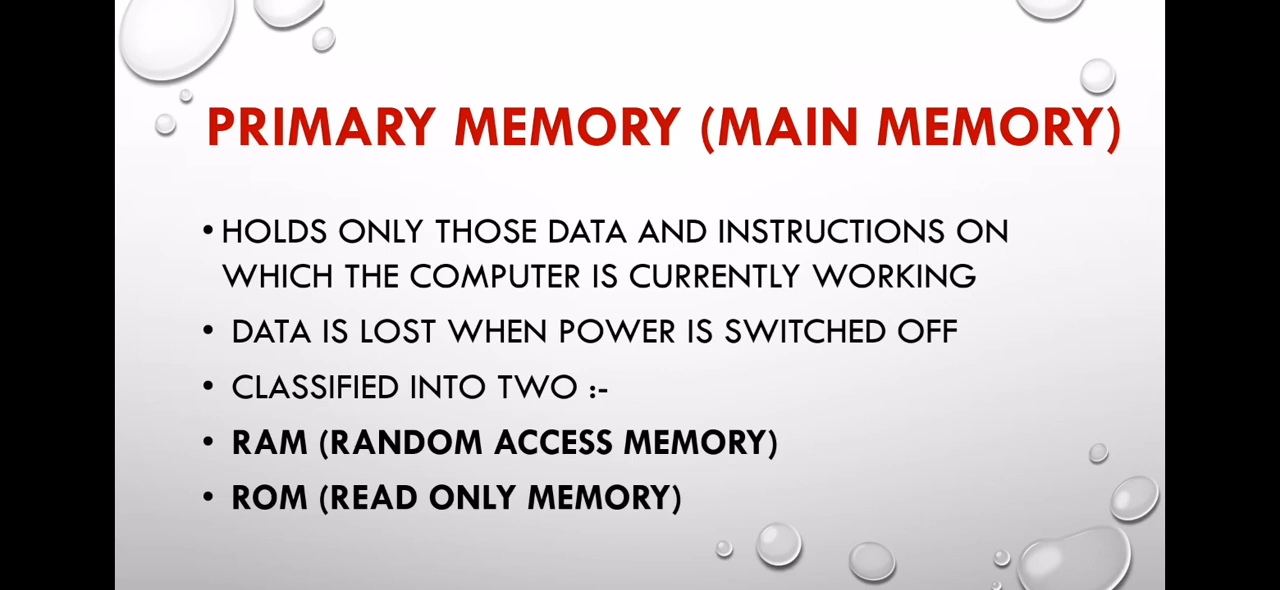 PRIMARY MEMORY (MAIN MEMORY)
• HOLDS ONLY THOSE DATA AND INSTRUCTIONS ON
WHICH THE COMPUTER IS CURRENTLY WORKING
• DATA IS LOST WHEN POWER IS SWITCHED OFF
• CLASSIFIED INTO TWO :-
• RAM (RANDOM ACCESS MEMORY)
• ROM (READ ONLY MEMORY)